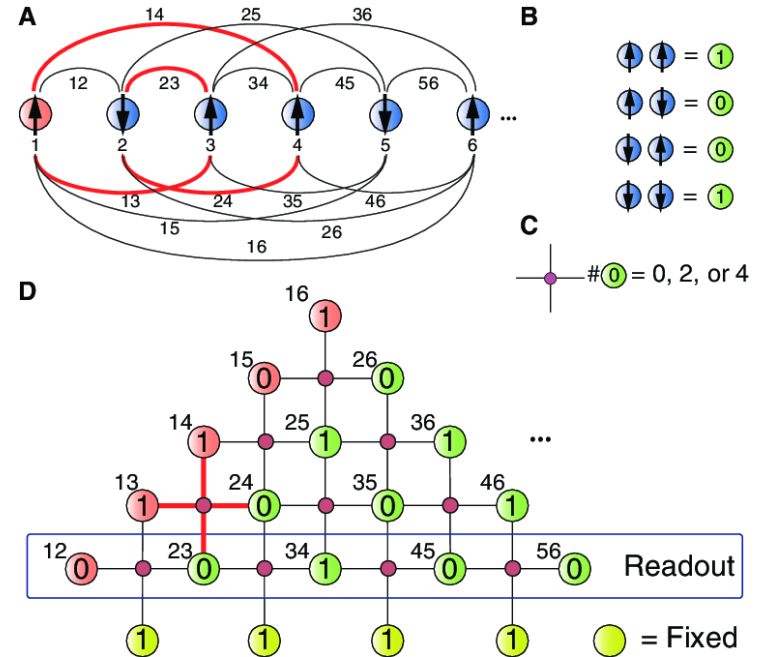 A
14 25 36
12 23 34 45 56
...
1 2 3 4 5 6
13 24 35 46
15 26
16
B
= 1
= 0
= 0
= 1
C
#0 = 0, 2, or 4
D
16
1
15 26
0 0
14 25 36 ...
1 1 1
13 24 35 46
1 0 0 1
12 23 34 45 56
0 0 1 0 0 Readout
1 1 1 1 = Fixed